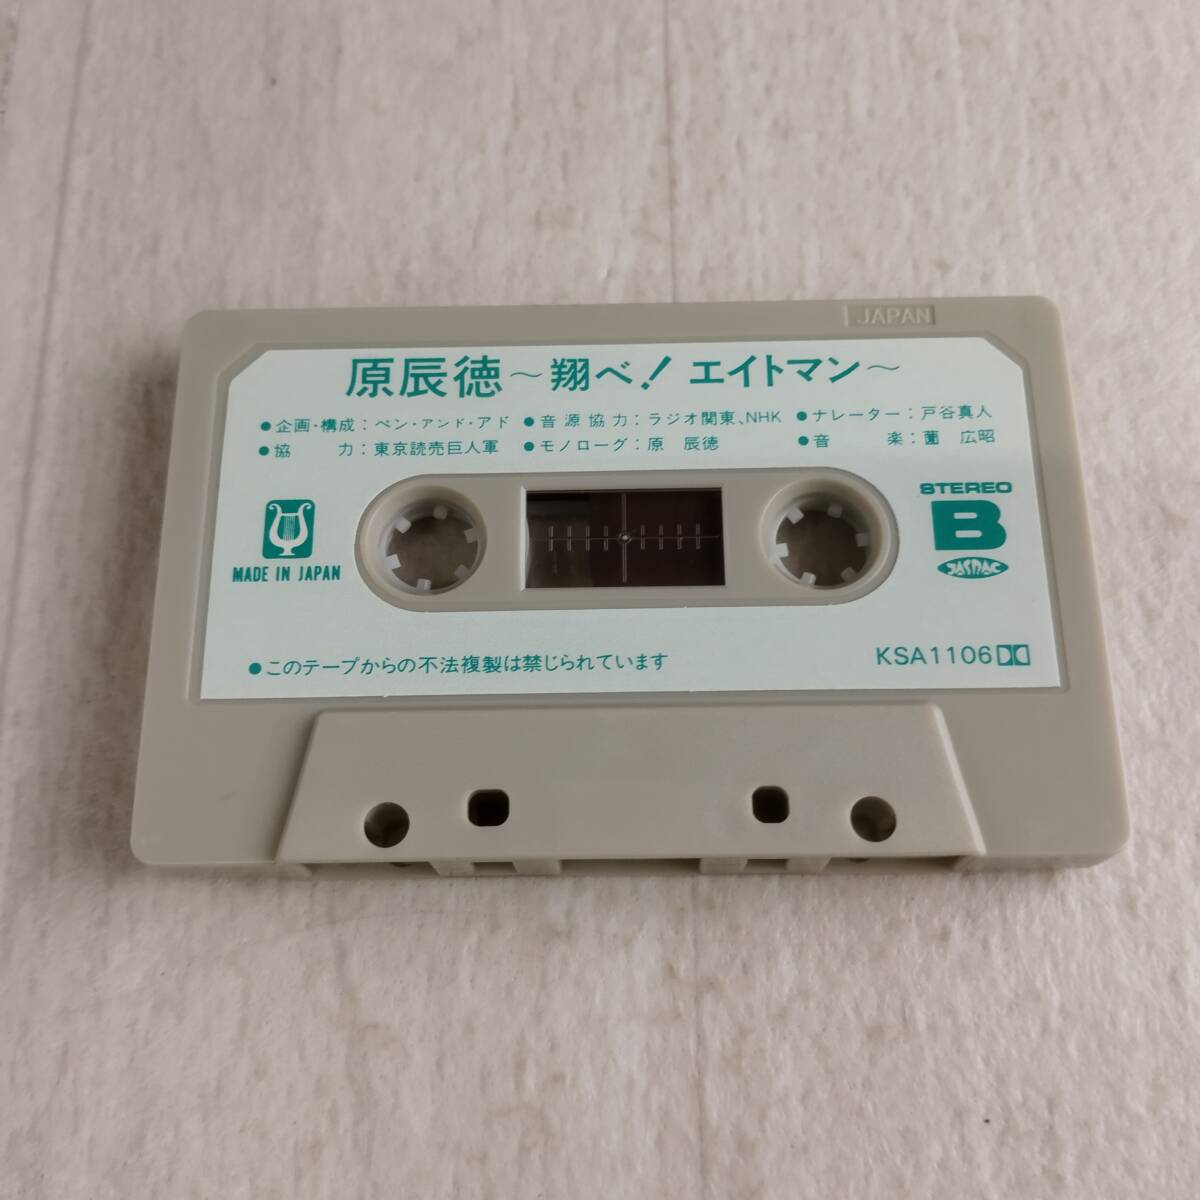 JAPAN
原辰徳～翔べ！エイトマン～
●企画・構成：ペン・アンド・アド ●音源協力：ラジオ関東、NHK ●ナレーター：戸谷真人
●協　　力：東京読売巨人軍 ●モノローグ：原　辰徳 ●音　　楽：薗　広昭
STEREO
B
JASRAC
MADE IN JAPAN
●このテープからの不法複製は禁じられています
KSA1106